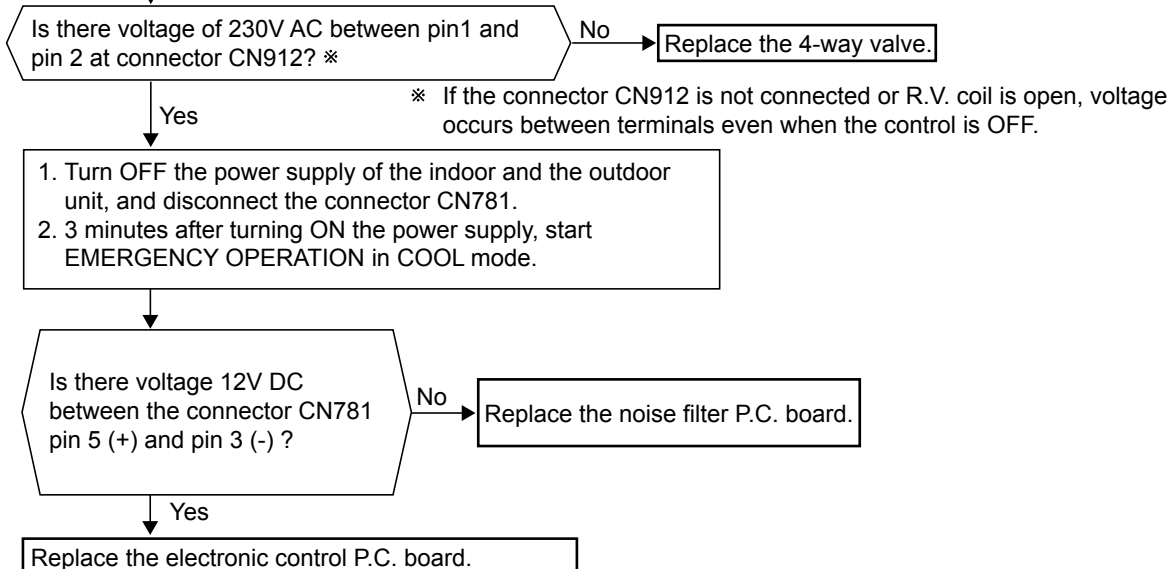 Is there voltage of 230V AC between pin1 and
pin 2 at connector CN912? ※
No
Replace the 4-way valve.
※ If the connector CN912 is not connected or R.V. coil is open, voltage
occurs between terminals even when the control is OFF.
Yes
1. Turn OFF the power supply of the indoor and the outdoor
unit, and disconnect the connector CN781.
2. 3 minutes after turning ON the power supply, start
EMERGENCY OPERATION in COOL mode.
Is there voltage 12V DC
between the connector CN781
pin 5 (+) and pin 3 (-) ?
No
Replace the noise filter P.C. board.
Yes
Replace the electronic control P.C. board.